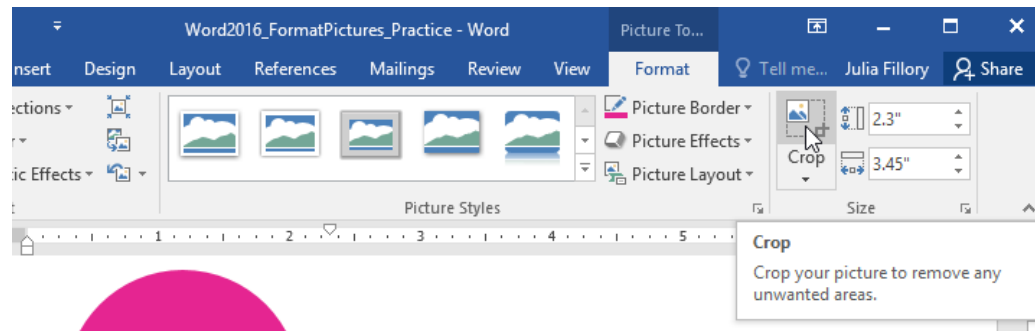 Word2016_FormatPictures_Practice - Word
Picture To...
nsert Design Layout References Mailings Review View Format Tell me... Julia Fillory Share
ections
Picture Border
2.3"
Picture Effects
Crop
ic Effects
Picture Layout
3.45"
Picture Styles
Size
1 2 3 4 5
Crop
Crop your picture to remove any
unwanted areas.